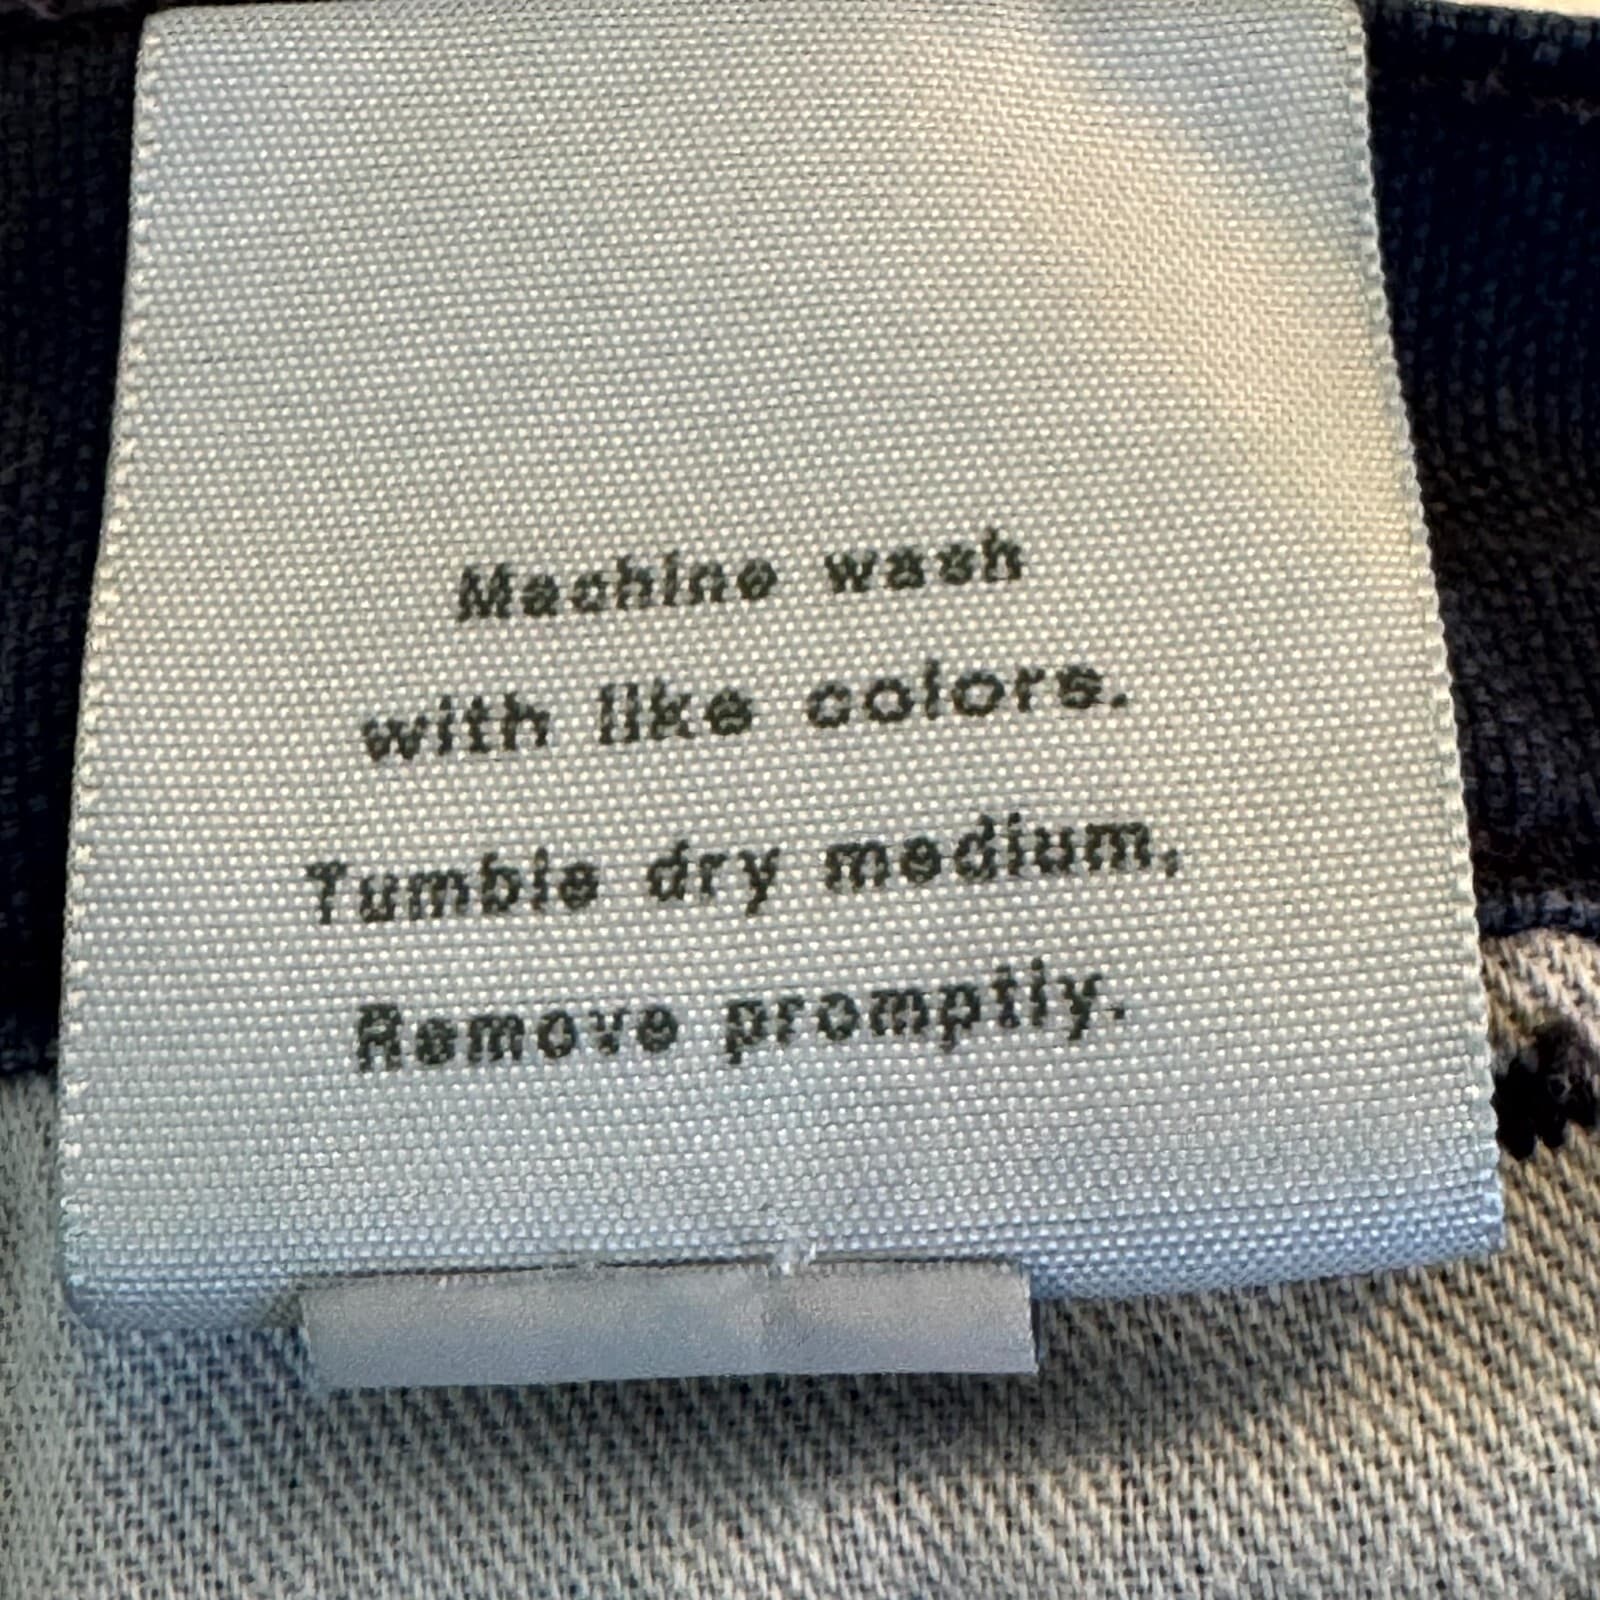 Machine wash
with like colors.
Tumble dry medium,
Remove promptly.